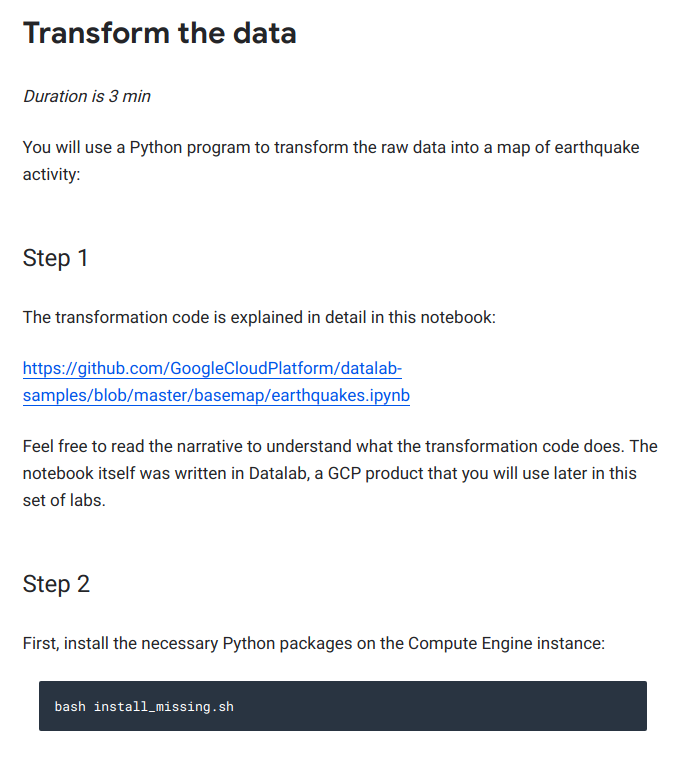 Transform the data
Duration is 3 min
You will use a Python program to transform the raw data into a map of earthquake
activity:
Step 1
The transformation code is explained in detail in this notebook:
https://github.com/GoogleCloudPlatform/datalab-
samples/blob/master/basemap/earthquakes.ipynb
Feel free to read the narrative to understand what the transformation code does. The
notebook itself was written in Datalab, a GCP product that you will use later in this
set of labs.
Step 2
First, install the necessary Python packages on the Compute Engine instance:
bash install_missing.sh